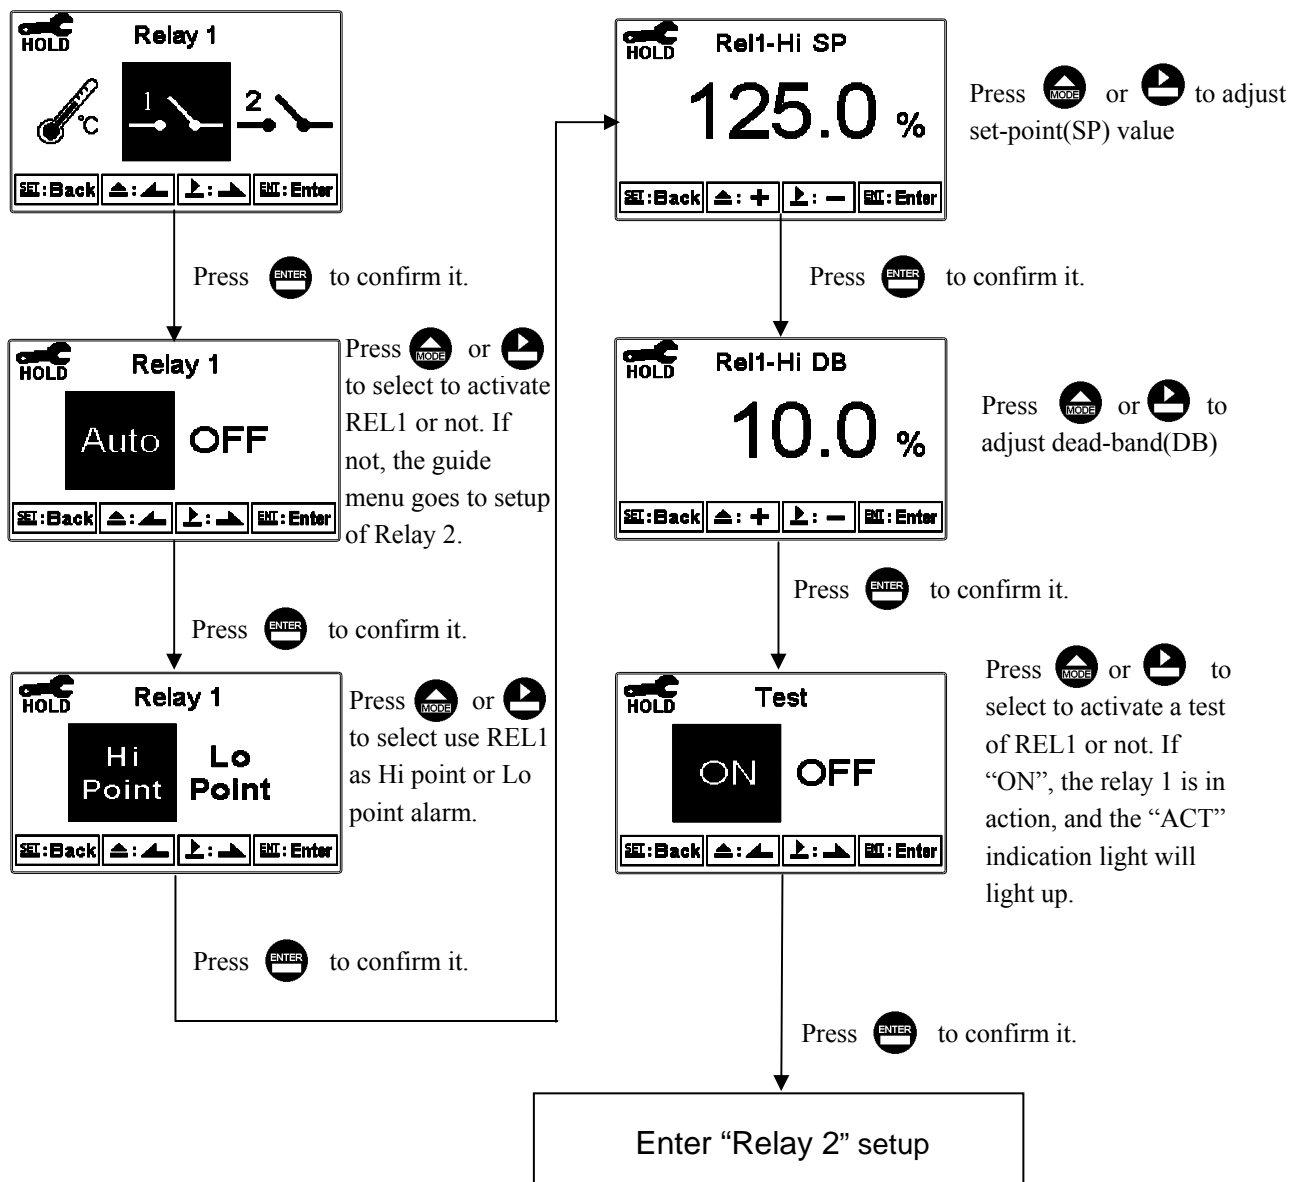 HOLD
Relay 1
°C
1
2
SET:Back
ENT:Enter
Press ENTER to confirm it.
HOLD
Relay 1
Auto OFF
SET:Back
ENT:Enter
Press MODE or
to select to activate
REL1 or not. If
not, the guide
menu goes to setup
of Relay 2.
Press ENTER to confirm it.
HOLD
Relay 1
Hi
Point
Lo
Point
SET:Back
ENT:Enter
Press MODE or
to select use REL1
as Hi point or Lo
point alarm.
Press ENTER to confirm it.
HOLD
Rel1-Hi SP
125.0 %
SET:Back
: +
: −
ENT:Enter
Press MODE or to adjust
set-point(SP) value
Press ENTER to confirm it.
HOLD
Rel1-Hi DB
10.0 %
SET:Back
: +
: −
ENT:Enter
Press MODE or to
adjust dead-band(DB)
Press ENTER to confirm it.
HOLD
Test
ON OFF
SET:Back
ENT:Enter
Press MODE or to
select to activate a test
of REL1 or not. If
“ON”, the relay 1 is in
action, and the “ACT”
indication light will
light up.
Press ENTER to confirm it.
Enter “Relay 2” setup